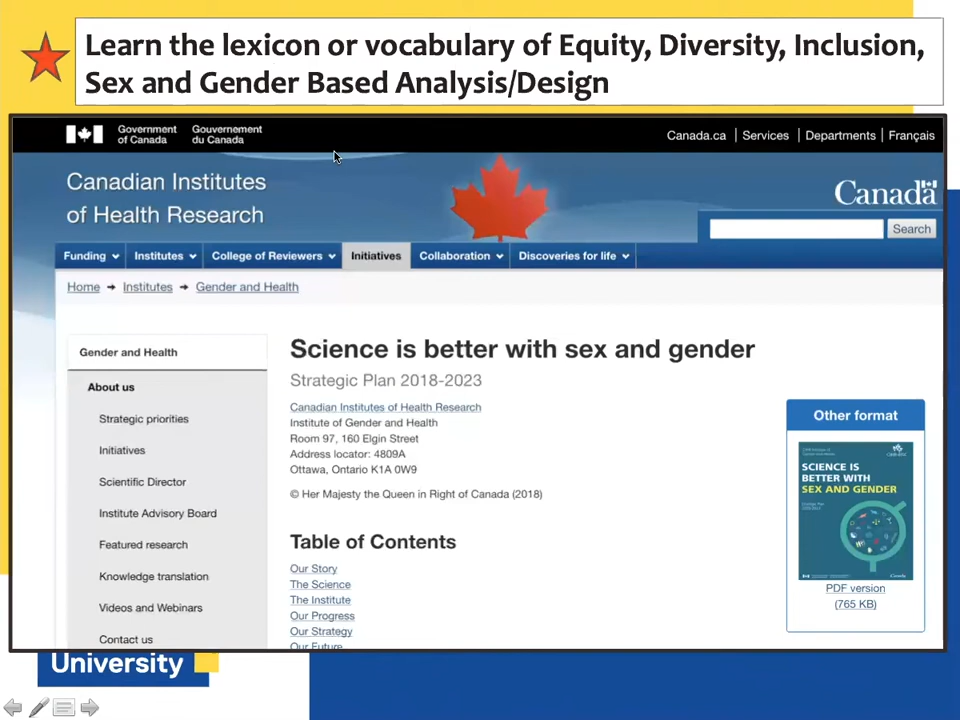 Learn the lexicon or vocabulary of Equity, Diversity, Inclusion,
Sex and Gender Based Analysis/Design
Government of Canada
Gouvernement du Canada
Canada.ca | Services | Departments | Français
Canadian Institutes
of Health Research
Canada
Search
Funding Institutes College of Reviewers Initiatives Collaboration Discoveries for life
Home → Institutes → Gender and Health
Gender and Health
About us
Strategic priorities
Initiatives
Scientific Director
Institute Advisory Board
Featured research
Knowledge translation
Videos and Webinars
Contact us
Science is better with sex and gender
Strategic Plan 2018-2023
Canadian Institutes of Health Research
Institute of Gender and Health
Room 97, 160 Elgin Street
Address locator: 4809A
Ottawa, Ontario K1A 0W9
© Her Majesty the Queen in Right of Canada (2018)
Table of Contents
Our Story
The Science
The Institute
Our Progress
Our Strategy
Our Future
Other format
SCIENCE IS
BETTER WITH
SEX AND GENDER
PDF version
(765 KB)
University